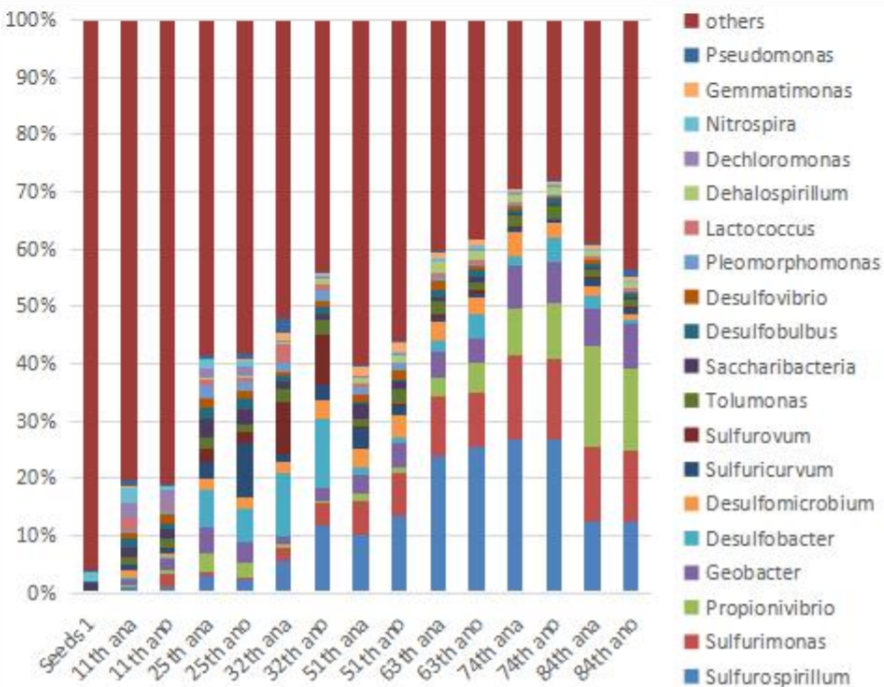 100%
90%
80%
70%
60%
50%
40%
30%
20%
10%
0%
Seeds 1
11th ana
11th ano
25th ana
25th ano
32th ana
32th ano
51th ana
51th ano
63th ana
63th ano
74th ana
74th ano
84th ana
84th ano
others
Pseudomonas
Gemmatimonas
Nitrospira
Dechloromonas
Dehalospirillum
Lactococcus
Pleomorphomonas
Desulfovibrio
Desulfobulbus
Saccharibacteria
Tolumonas
Sulfurovum
Sulfuricurvum
Desulfomicrobium
Desulfobacter
Geobacter
Propionivibrio
Sulfurimonas
Sulfurospirillum